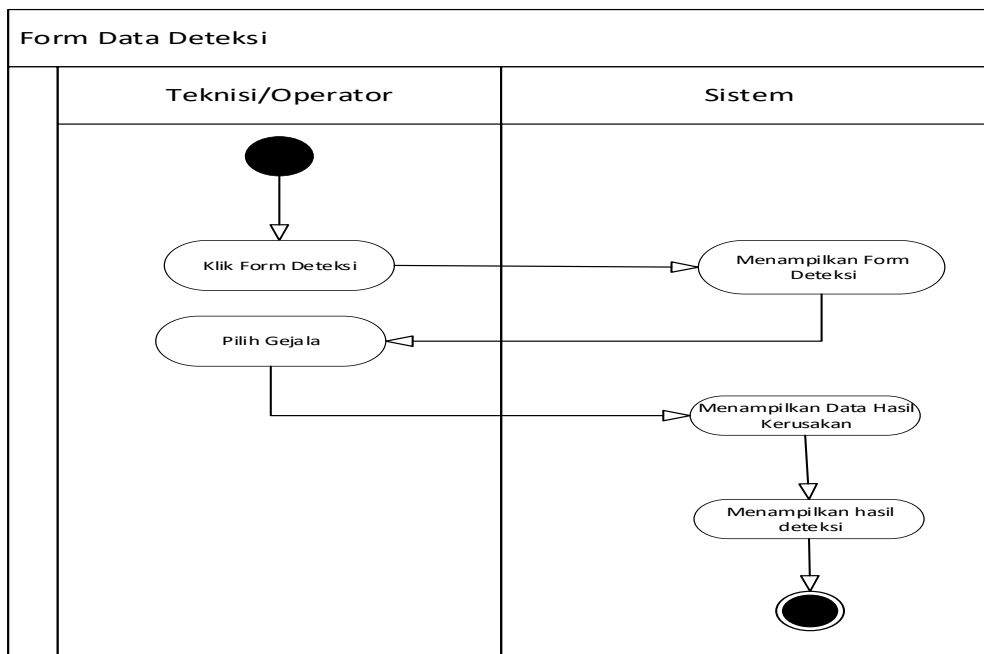 Form Data Deteksi
Teknisi/Operator
Sistem
Klik Form Deteksi
Menampilkan Form
Deteksi
Pilih Gejala
Menampilkan Data Hasil
Kerusakan
Menampilkan hasil
deteksi